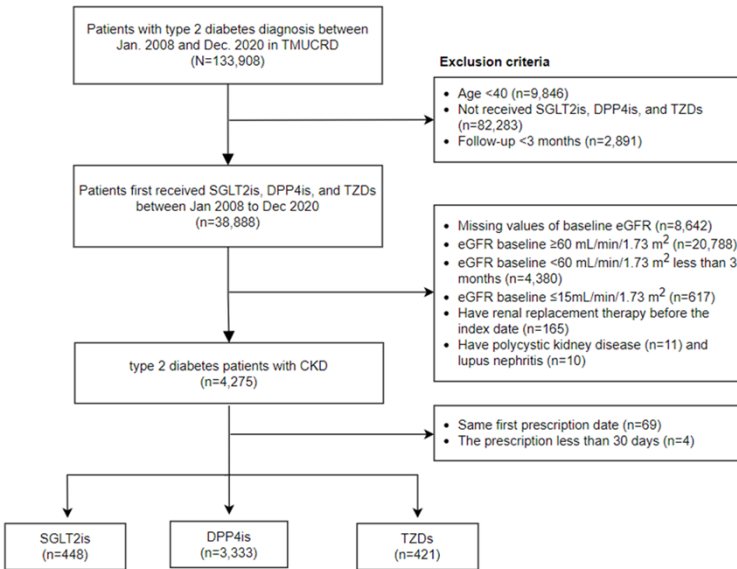 Patients with type 2 diabetes diagnosis between
Jan. 2008 and Dec. 2020 in TMUCRD
(N=133,908)
Exclusion criteria
• Age <40 (n=9,846)
• Not received SGLT2is, DPP4is, and TZDs
(n=82,283)
• Follow-up <3 months (n=2,891)
Patients first received SGLT2is, DPP4is, and TZDs
between Jan 2008 to Dec 2020
(n=38,888)
• Missing values of baseline eGFR (n=8,642)
• eGFR baseline ≥60 mL/min/1.73 m² (n=20,788)
• eGFR baseline <60 mL/min/1.73 m² less than 3
months (n=4,380)
• eGFR baseline ≤15mL/min/1.73 m² (n=617)
• Have renal replacement therapy before the
index date (n=165)
• Have polycystic kidney disease (n=11) and
lupus nephritis (n=10)
type 2 diabetes patients with CKD
(n=4,275)
• Same first prescription date (n=69)
• The prescription less than 30 days (n=4)
SGLT2is
(n=448)
DPP4is
(n=3,333)
TZDs
(n=421)